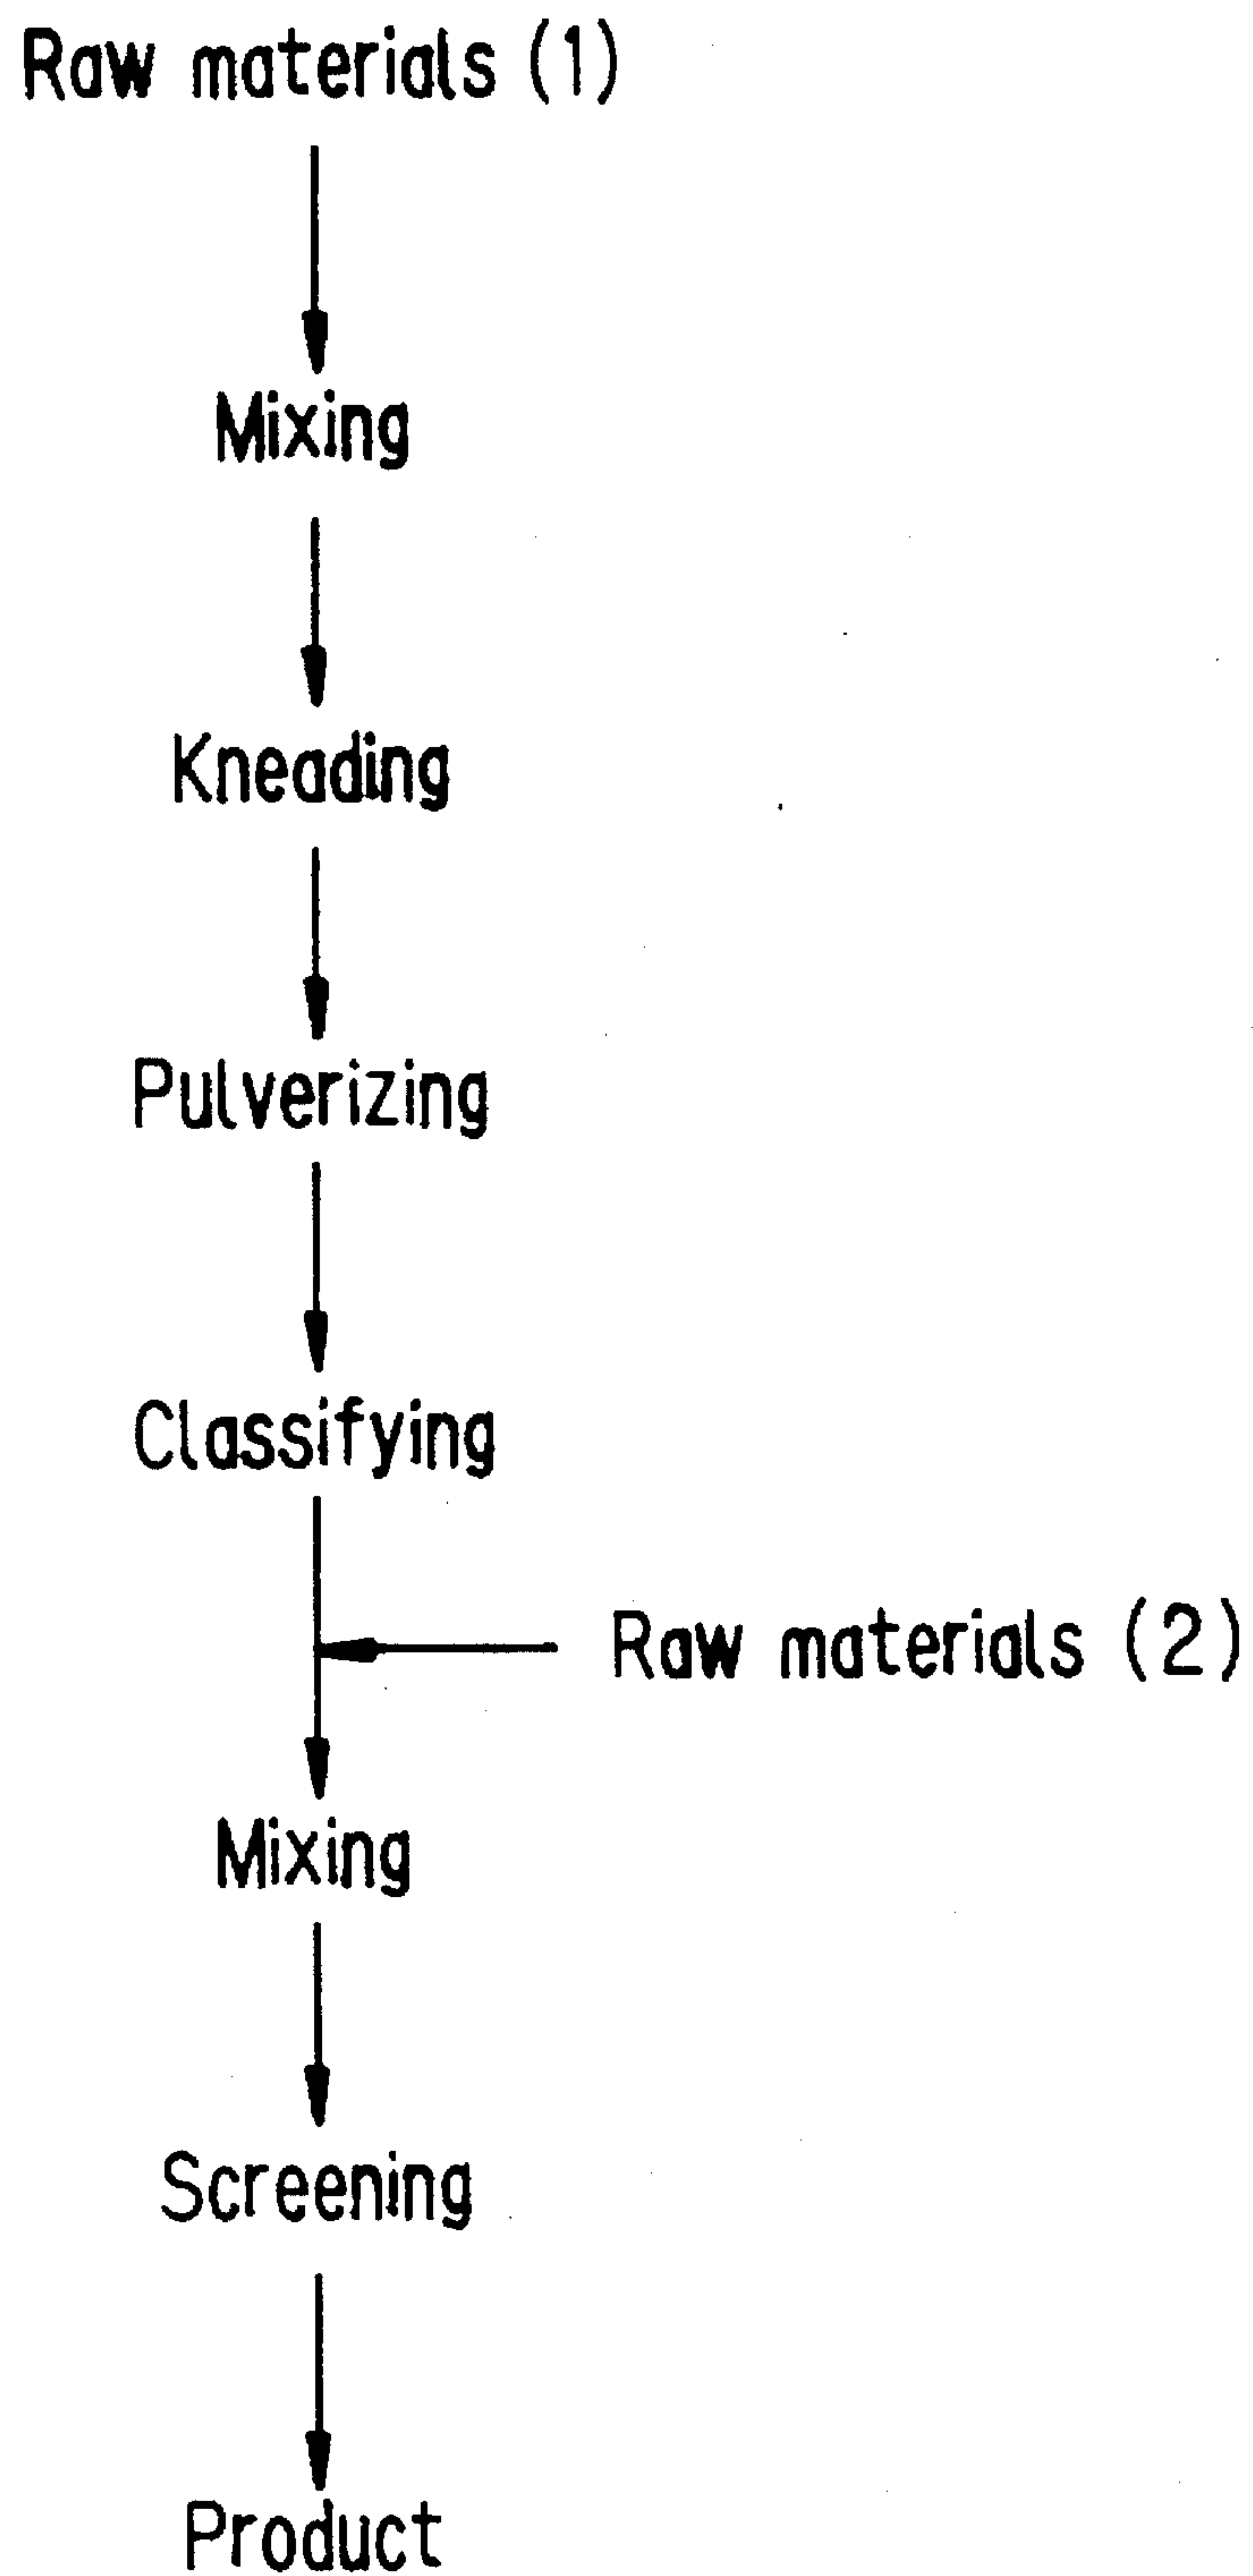 Raw materials (1)
Mixing
Kneading
Pulverizing
Classifying
Raw materials (2)
Mixing
Screening
Product